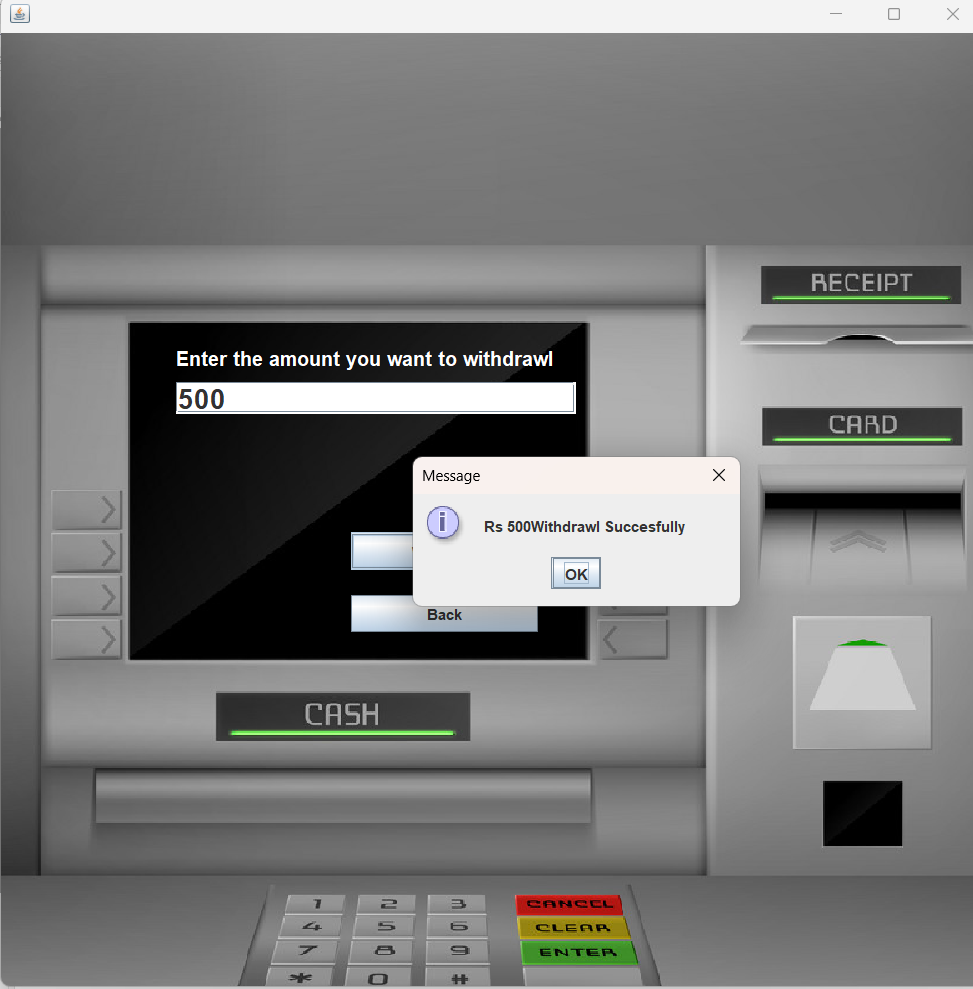 RECEIPT
Enter the amount you want to withdrawl
500
CARD
Message
i
Rs 500Withdrawl Succesfully
OK
Back
CASH
1 2 3 CANCEL
4 5 6 CLEAR
7 8 9 ENTER
* 0 #